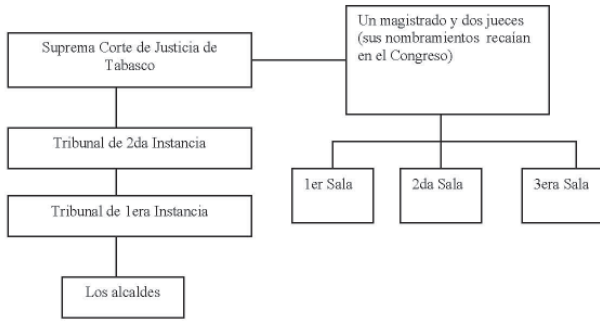 Suprema Corte de Justicia de
Tabasco
Un magistrado y dos jueces
(sus nombramientos recaían
en el Congreso)
Tribunal de 2da Instancia
1er Sala
2da Sala
3era Sala
Tribunal de 1era Instancia
Los alcaldes